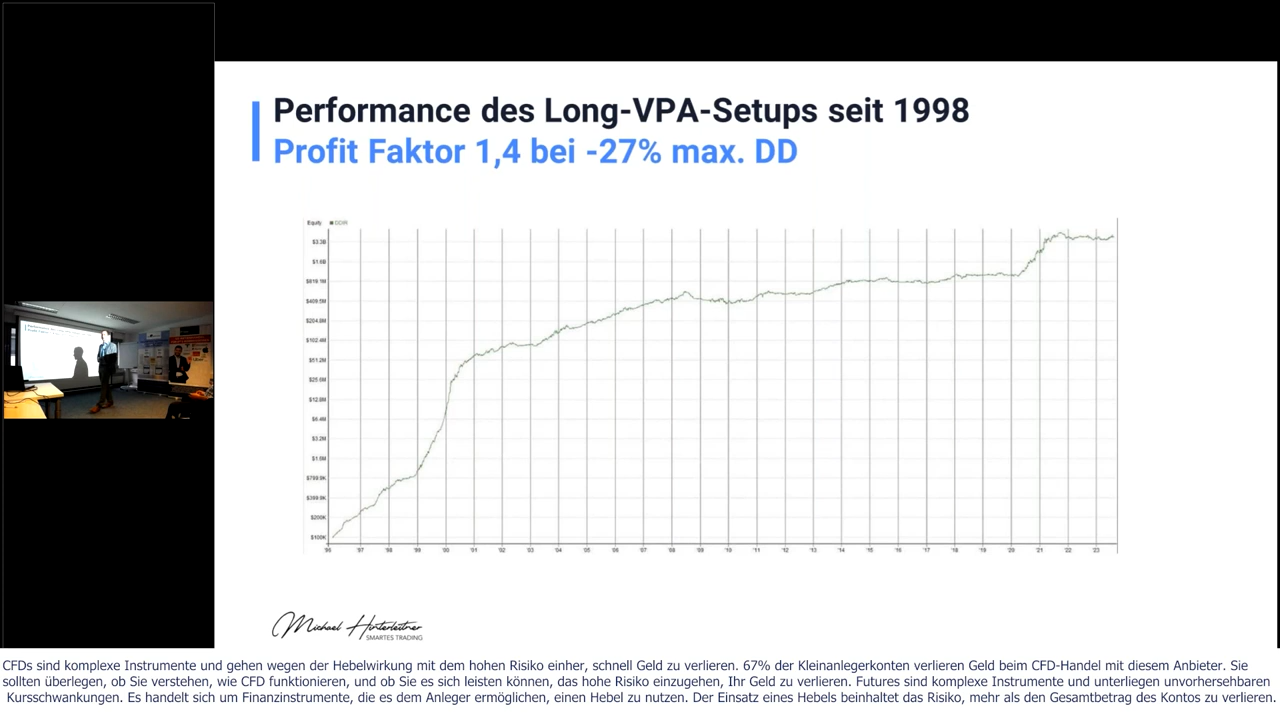 Performance des Long-VPA-Setups seit 1998
Profit Faktor 1,4 bei -27% max. DD
Equity
$3.3B
$1.6B
$819.1M
$409.5M
$204.8M
$102.4M
$51.2M
$25.6M
$12.8M
$6.4M
$3.2M
$1.6M
$200K
$100K
'96 '97 '98 '99 '00 '01 '02 '03 '04 '05 '06 '07 '08 '09 '10 '11 '12 '13 '14 '15 '16 '17 '18 '19 '20 '21 '22 '23
Michael Hinterleitner
SMARTES TRADING
CFDs sind komplexe Instrumente und gehen wegen der Hebelwirkung mit dem hohen Risiko einher, schnell Geld zu verlieren. 67% der Kleinanlegerkonten verlieren Geld beim CFD-Handel mit diesem Anbieter. Sie
sollten überlegen, ob Sie verstehen, wie CFD funktionieren, und ob Sie es sich leisten können, das hohe Risiko einzugehen, Ihr Geld zu verlieren. Futures sind komplexe Instrumente und unterliegen unvorhersehbaren
Kursschwankungen. Es handelt sich um Finanzinstrumente, die es dem Anleger ermöglichen, einen Hebel zu nutzen. Der Einsatz eines Hebels beinhaltet das Risiko, mehr als den Gesamtbetrag des Kontos zu verlieren.